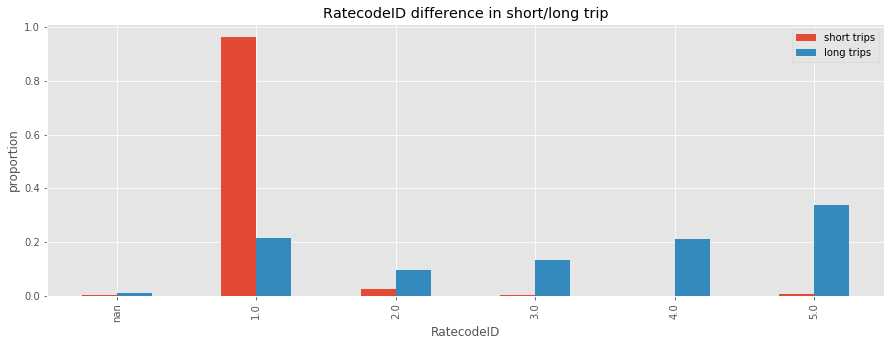 RatecodeID difference in short/long trip
short trips
long trips
proportion
1.0
0.8
0.6
0.4
0.2
0.0
nan
1.0
2.0
3.0
4.0
5.0
RatecodeID